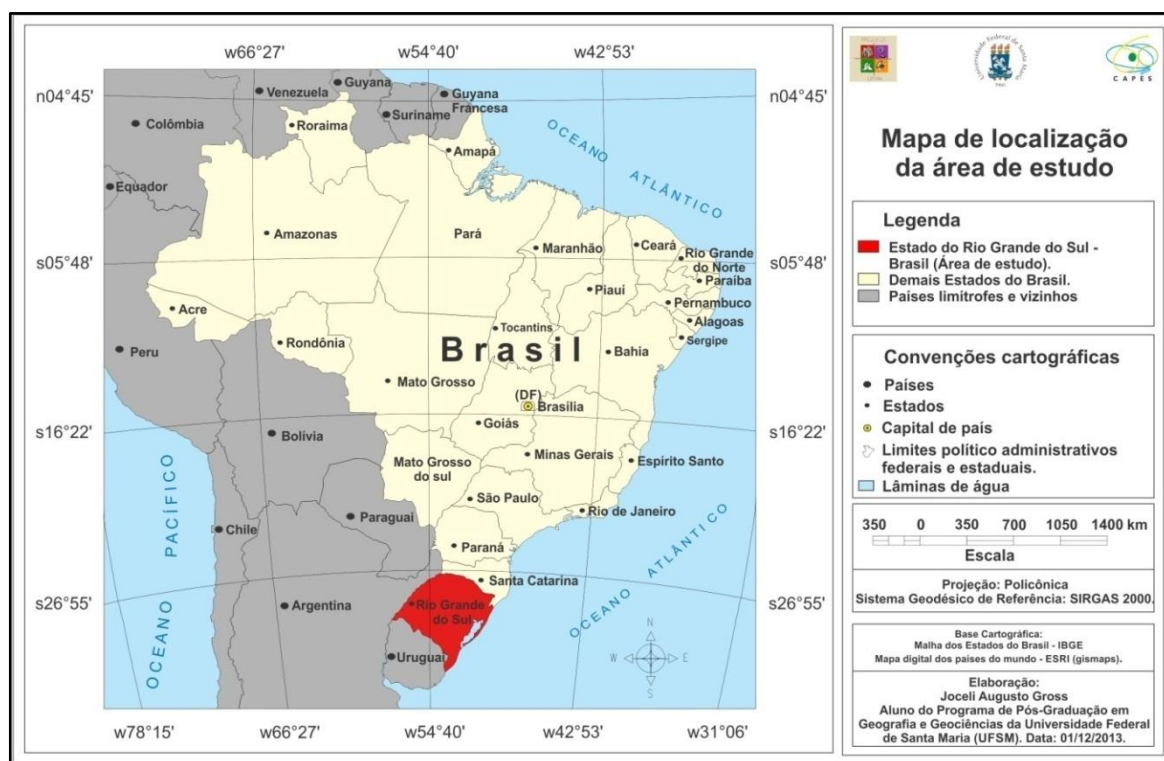 w66°27' w54°40' w42°53'
n04°45' n04°45'
Venezuela
Guyana
Guyana
Francesa
Suriname
Colômbia
Roraima
Amapá
OCEANO ATLÂNTICO
Equador
Amazonas
Pará
Maranhão
Ceará
Rio Grande
do Norte
s05°48' s05°48'
Paraíba
Piauí
Pernambuco
Acre
Alagoas
Tocantins
Sergipe
Rondônia
Peru
Brasil
Bahia
Mato Grosso
(DF)
Brasília
Goiás
s16°22' s16°22'
Bolívia
Minas Gerais
Espírito Santo
Mato Grosso
do sul
São Paulo
Rio de Janeiro
Paraguai
Chile
OCEANO PACÍFICO
OCEANO ATLÂNTICO
Paraná
Santa Catarina
s26°55' s26°55'
Argentina
Rio Grande
do Sul
Uruguai
N
W E
S
w78°15' w66°27' w54°40' w42°53' w31°06'
Universidade Federal de Santa Maria
CAPES
Mapa de localização
da área de estudo
Legenda
Estado do Rio Grande do Sul -
Brasil (Área de estudo).
Demais Estados do Brasil.
Países limítrofes e vizinhos
Convenções cartográficas
Países
Estados
Capital de país
Limites político administrativos
federais e estaduais.
Lâminas de água
350 0 350 700 1050 1400 km
Escala
Projeção: Policônica
Sistema Geodésico de Referência: SIRGAS 2000.
Base Cartográfica:
Malha dos Estados do Brasil - IBGE
Mapa digital dos países do mundo - ESRI (gismaps).
Elaboração:
Joceli Augusto Gross
Aluno do Programa de Pós-Graduação em
Geografia e Geociências da Universidade Federal
de Santa Maria (UFSM). Data: 01/12/2013.